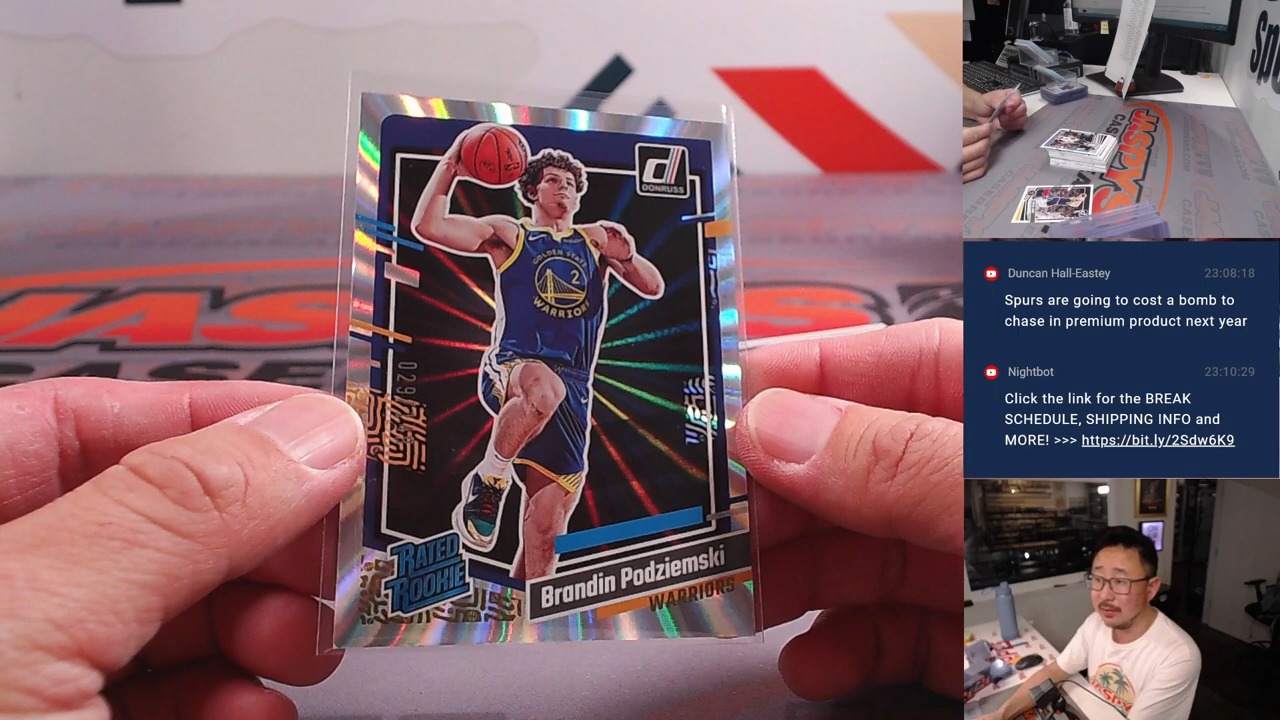 DONRUSS
GOLDEN STATE
2
WARRIORS
RATED
ROOKIE
Brandin Podziemski
WARRIORS
JASPYS
CASE
Duncan Hall-Eastey 23:08:18
Spurs are going to cost a bomb to
chase in premium product next year
Nightbot 23:10:29
Click the link for the BREAK
SCHEDULE, SHIPPING INFO and
MORE! >>> https://bit.ly/2Sdw6K9